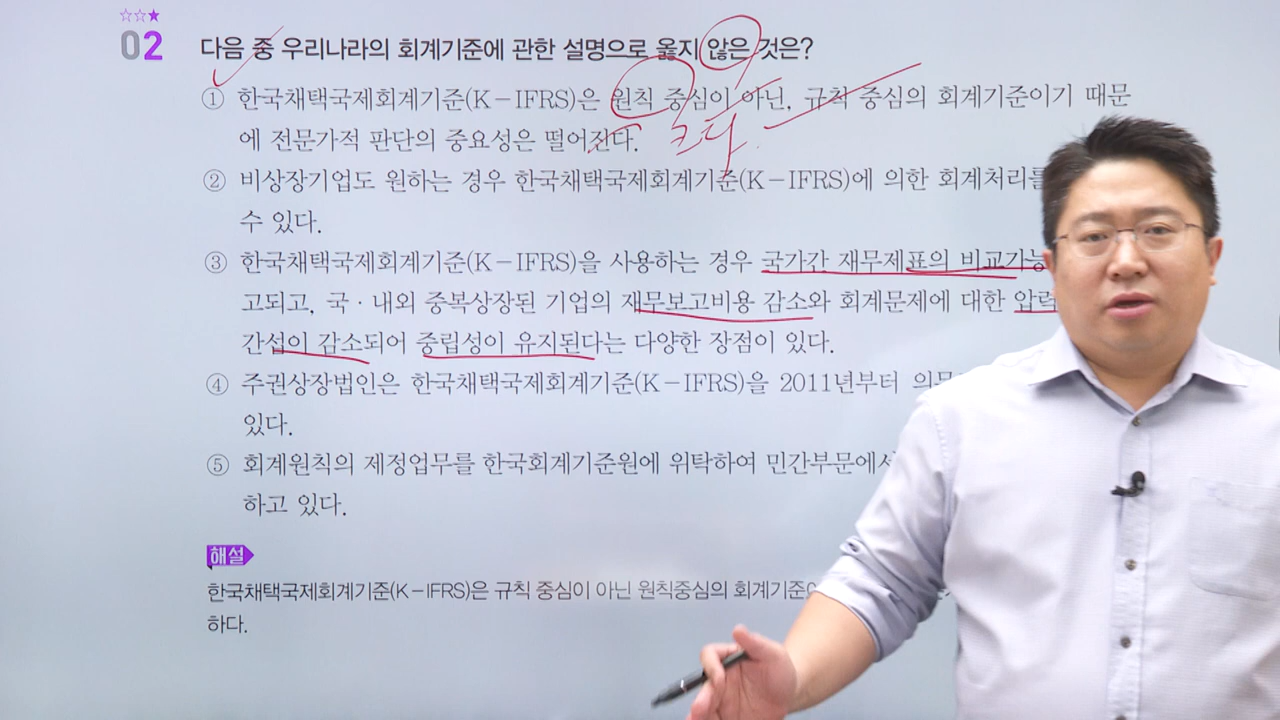 02 다음 중 우리나라의 회계기준에 관한 설명으로 옳지 않은 것은?
① 한국채택국제회계기준(K-IFRS)은 원칙 중심이 아닌, 규칙 중심의 회계기준이기 때문
에 전문가적 판단의 중요성은 떨어진다.
크다.
② 비상장기업도 원하는 경우 한국채택국제회계기준(K-IFRS)에 의한 회계처리를
수 있다.
③ 한국채택국제회계기준(K-IFRS)을 사용하는 경우 국가간 재무제표의 비교가능
고되고, 국·내외 중복상장된 기업의 재무보고비용 감소와 회계문제에 대한 압력
간섭이 감소되어 중립성이 유지된다는 다양한 장점이 있다.
④ 주권상장법인은 한국채택국제회계기준(K-IFRS)을 2011년부터
있다.
⑤ 회계원칙의 제정업무를 한국회계기준원에 위탁하여 민간부문에서
하고 있다.
해설
한국채택국제회계기준(K-IFRS)은 규칙 중심이 아닌 원칙중심의 회계기준
하다.